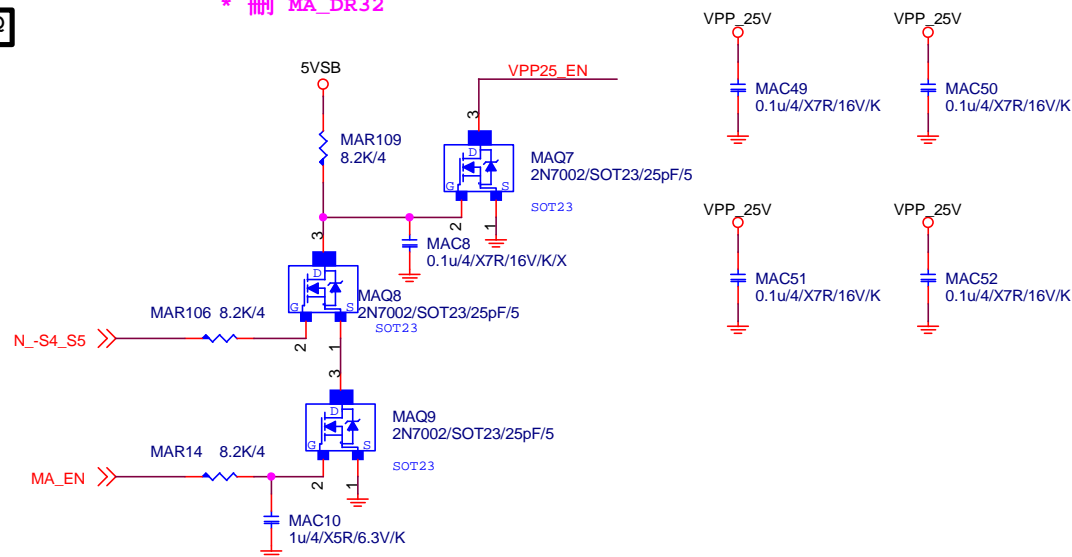 * 刪 MA_DR32
Q
5VSB
VPP25_EN
MAR109
8.2K/4
3
D
G
S
MAQ7
2N7002/SOT23/25pF/5
SOT23
2
1
MAC8
0.1u/4/X7R/16V/K/X
3
D
G
S
MAQ8
2N7002/SOT23/25pF/5
SOT23
MAR106 8.2K/4
N_-S4_S5
2
1
3
D
G
S
MAQ9
2N7002/SOT23/25pF/5
SOT23
MAR14 8.2K/4
MA_EN
2
1
MAC10
1u/4/X5R/6.3V/K
VPP_25V
MAC49
0.1u/4/X7R/16V/K
VPP_25V
MAC50
0.1u/4/X7R/16V/K
VPP_25V
MAC51
0.1u/4/X7R/16V/K
VPP_25V
MAC52
0.1u/4/X7R/16V/K